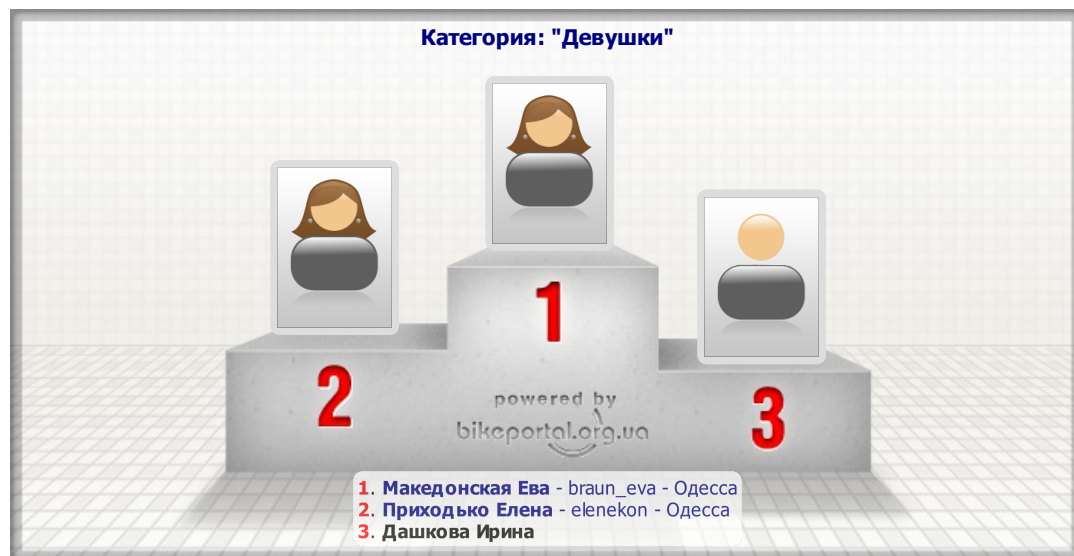 Категория: "Девушки"
1
2
3
powered by
bikeportal.org.ua
1. Македонская Ева - braun_eva - Одесса
2. Приходько Елена - elenekon - Одесса
3. Дашкова Ирина